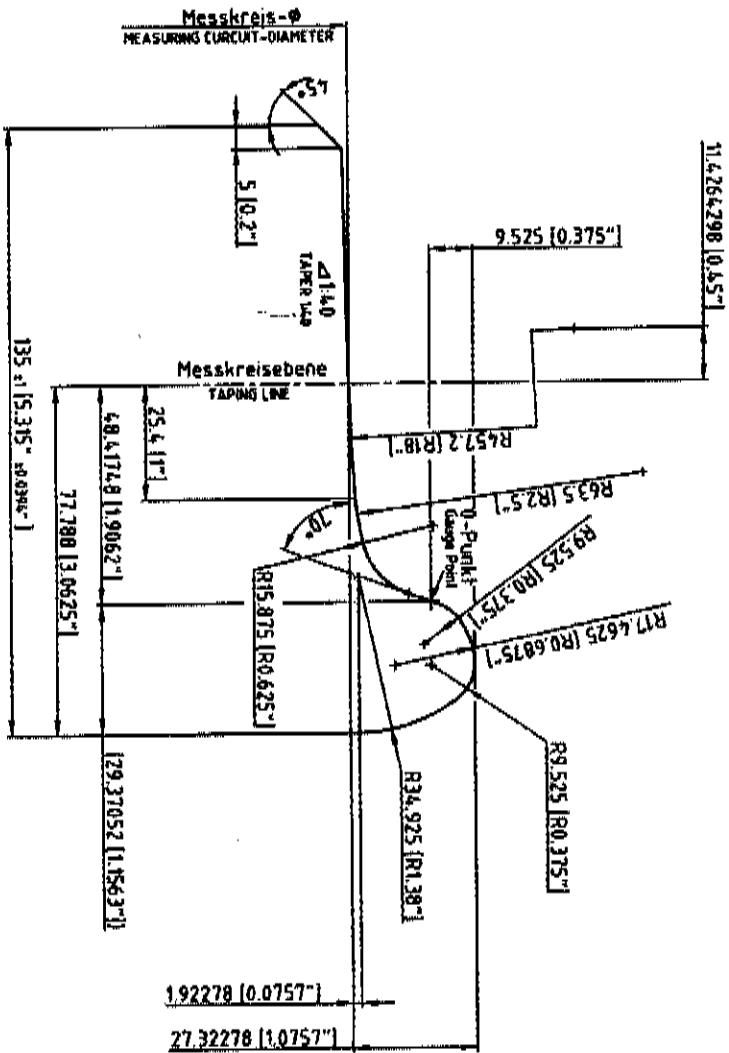 Messkreis-Ø
MEASURING CURCUIT-DIAMETER
45°
5 [0.2"]
⊿1:40
TAPER 1:40
9.525 [0.375"]
11.4264298 [0.45"]
Messkreisebene
TAPING LINE
135 ±1 [5.315" ±0.0394"]
77.788 [3.0625"]
48.41748 [1.9062"]
25.4 [1"]
R457.2 [R18"]
R63.5 [R2.5"]
0-Punkt
Gauge Point
70°
R9.525 [R0.375"]
R17.4625 [R0.6875"]
R15.875 [R0.625"]
R9.525 [R0.375"]
R34.925 [R1.38"]
(29.37052 [1.1563"])
1.92278 [0.0757"]
27.32278 [1.0757"]